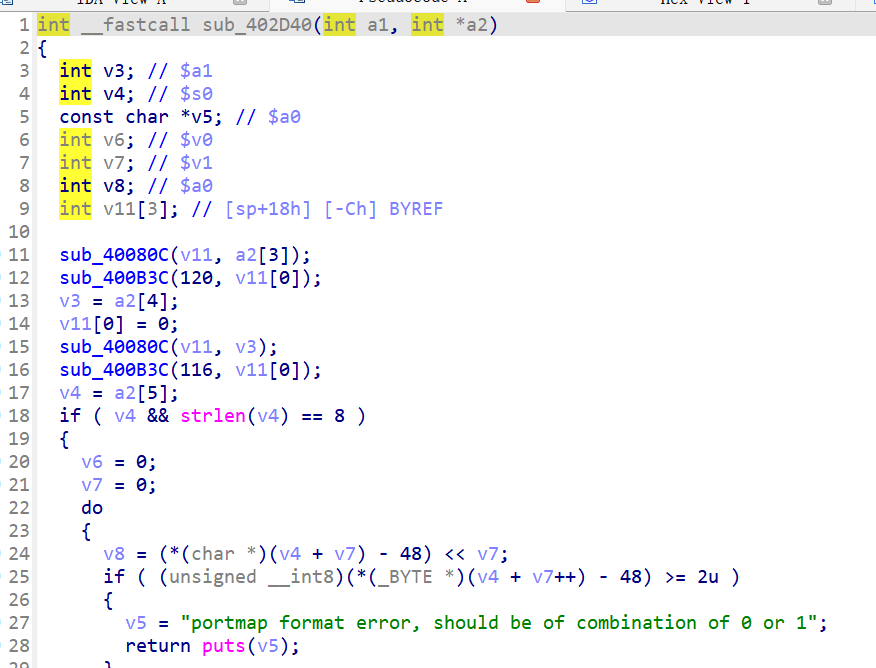 IDA View-A Pseudocode-A Hex View-1
1 int __fastcall sub_402D40(int a1, int *a2)
2 {
3 int v3; // $a1
4 int v4; // $s0
5 const char *v5; // $a0
6 int v6; // $v0
7 int v7; // $v1
8 int v8; // $a0
9 int v11[3]; // [sp+18h] [-Ch] BYREF
10
11 sub_40080C(v11, a2[3]);
12 sub_400B3C(120, v11[0]);
13 v3 = a2[4];
14 v11[0] = 0;
15 sub_40080C(v11, v3);
16 sub_400B3C(116, v11[0]);
17 v4 = a2[5];
18 if ( v4 && strlen(v4) == 8 )
19 {
20 v6 = 0;
21 v7 = 0;
22 do
23 {
24 v8 = (*(char *)(v4 + v7) - 48) << v7;
25 if ( (unsigned __int8)(*(_BYTE *)(v4 + v7++) - 48) >= 2u )
26 {
27 v5 = "portmap format error, should be of combination of 0 or 1";
28 return puts(v5);
29 }